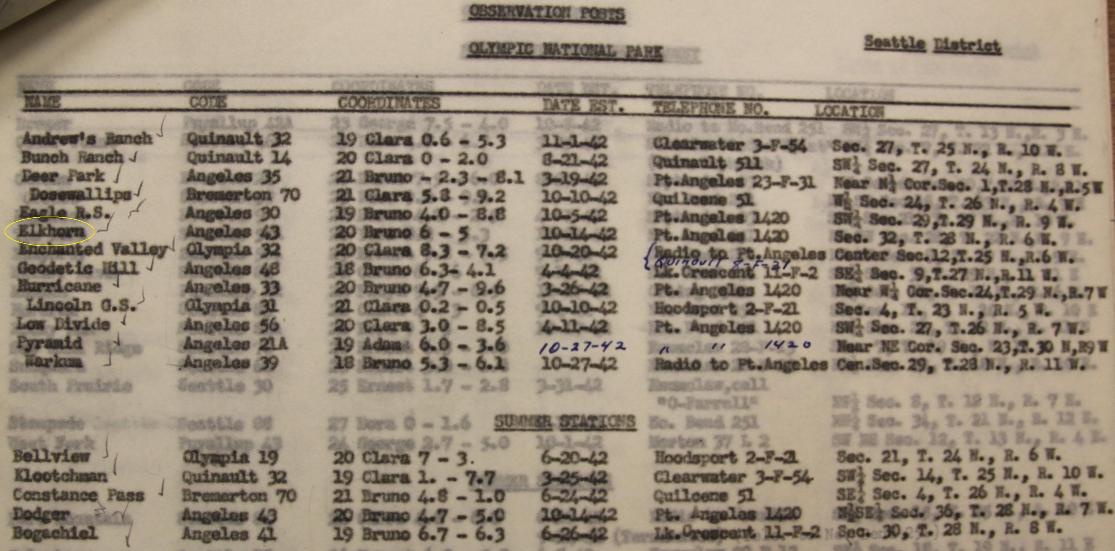 OBSERVATION POSTS
OLYMPIC NATIONAL PARK
Seattle District
NAME CODE COORDINATES DATE EST. TELEPHONE NO. LOCATION
Andrew's Ranch Quinault 32 19 Clara 0.6 - 5.3 11-1-42 Clearwater 3-F-54 Sec. 27, T. 25 N., R. 10 W.
Bunch Ranch Quinault 14 20 Clara 0 - 2.0 8-21-42 Quinault 511 SW¼ Sec. 27, T. 24 N., R. 8 W.
Deer Park Angeles 35 21 Bruno - 2.3 - 8.1 3-19-42 Pt.Angeles 23-F-31 Near N¼ Cor.Sec. 1,T.28 N.,R.5W
Dosewallips Bremerton 70 21 Clara 5.8 - 9.2 10-10-42 Quilcene 51 W½ Sec. 24, T. 26 N., R. 4 W.
Eagle R.S. Angeles 30 19 Bruno 4.0 - 8.8 10-5-42 Pt.Angeles 1420 SW¼ Sec. 29,T.29 N., R. 9 W.
Elkhorn Angeles 43 20 Bruno 6 - 5 10-14-42 Pt.Angeles 1420 Sec. 32, T. 28 N., R. 6 W.
Enchanted Valley Olympia 32 20 Clara 8.3 - 7.2 10-20-42 Radio to Pt.Angeles Center Sec.12,T.25 N.,R.6 W.
Quinault
Geodetic Hill Angeles 48 18 Bruno 6.3- 4.1 4-4-42 Lk.Crescent 11-F-2 SE¼ Sec. 9,T.27 N.,R.11 W.
Hurricane Angeles 33 20 Bruno 4.7 - 9.6 3-26-42 Pt. Angeles 1420 Near W¼ Cor.Sec.24,T.29 N.,R.7W
Lincoln G.S. Olympia 31 21 Clara 0.2 - 0.5 10-10-42 Hoodsport 2-F-21 Sec. 4, T. 23 N., R. 5 W.
Low Divide Angeles 56 20 Clara 3.0 - 8.5 4-11-42 Pt. Angeles 1420 SW¼ Sec. 27, T.26 N., R. 7 W.
Pyramid Angeles 21A 19 Adam 6.0 - 3.6 10-27-42 " " 1420 Near NE Cor. Sec. 23,T.30 N,R9W
Warkum Angeles 39 18 Bruno 5.3 - 6.1 10-27-42 Radio to Pt.Angeles Cen.Sec.29, T.28 N., R. 11 W.
SUMMER STATIONS
Bellview Olympia 19 20 Clara 7 - 3. 6-20-42 Hoodsport 2-F-21 Sec. 21, T. 24 N., R. 6 W.
Klootchman Quinault 32 19 Clara 1. - 7.7 3-25-42 Clearwater 3-F-54 SW¼ Sec. 14, T. 25 N., R. 10 W.
Constance Pass Bremerton 70 21 Bruno 4.8 - 1.0 6-24-42 Quilcene 51 SE¼ Sec. 4, T. 26 N., R. 4 W.
Dodger Angeles 43 20 Bruno 4.7 - 5.0 10-14-42 Pt. Angeles 1420 N½SE¼ Sec. 36, T. 28 N., R. 7 W.
Bogachiel Angeles 41 19 Bruno 6.7 - 6.3 6-26-42 Lk.Crescent 11-F-2 Sec. 30, T. 28 N., R. 8 W.